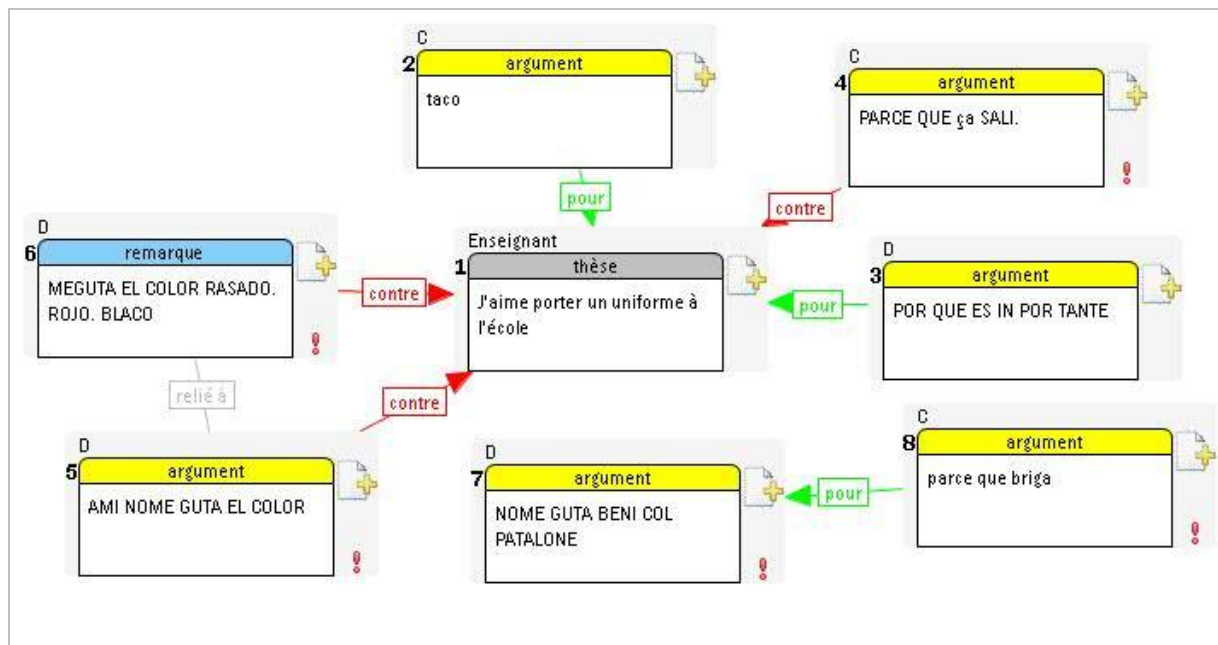 C
2
argument
taco
pour
C
4
argument
PARCE QUE ça SALI.
contre
D
6
remarque
MEGUTA EL COLOR RASADO.
ROJO. BLACO
contre
Enseignant
1
thèse
J'aime porter un uniforme à
l'école
D
3
argument
POR QUE ES IN POR TANTE
pour
relié à
contre
D
5
argument
AMI NOME GUTA EL COLOR
D
7
argument
NOME GUTA BENI COL
PATALONE
pour
C
8
argument
parce que briga